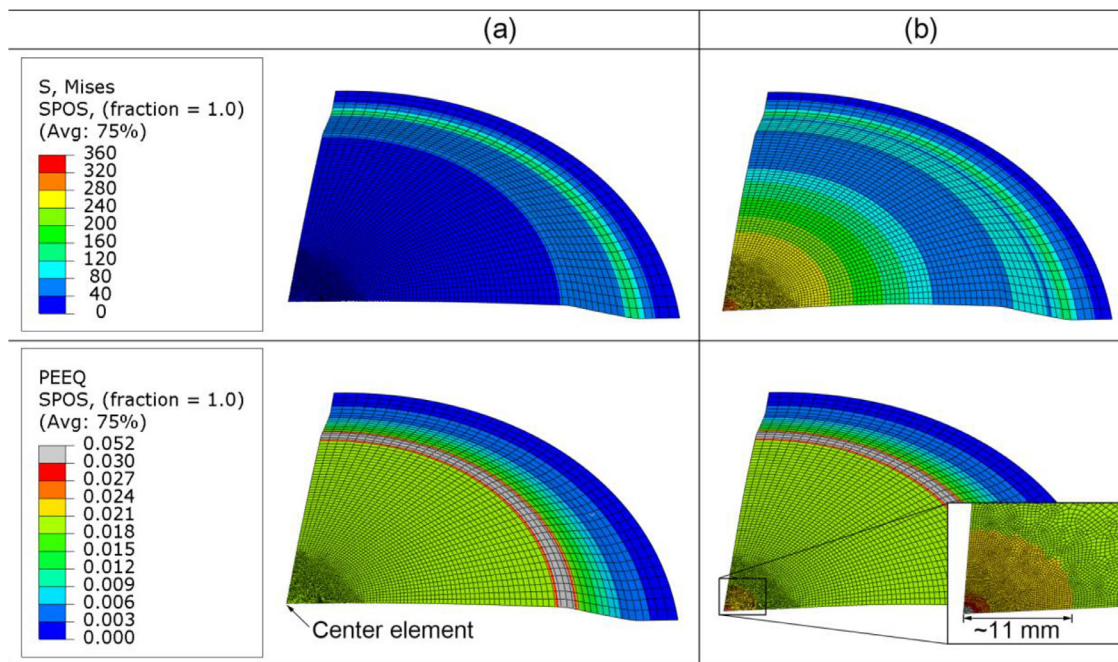 (a)
(b)
S, Mises
SPOS, (fraction = 1.0)
(Avg: 75%)
360
320
280
240
200
160
120
80
40
0
PEEQ
SPOS, (fraction = 1.0)
(Avg: 75%)
0.052
0.030
0.027
0.024
0.021
0.018
0.015
0.012
0.009
0.006
0.003
0.000
Center element
~11 mm